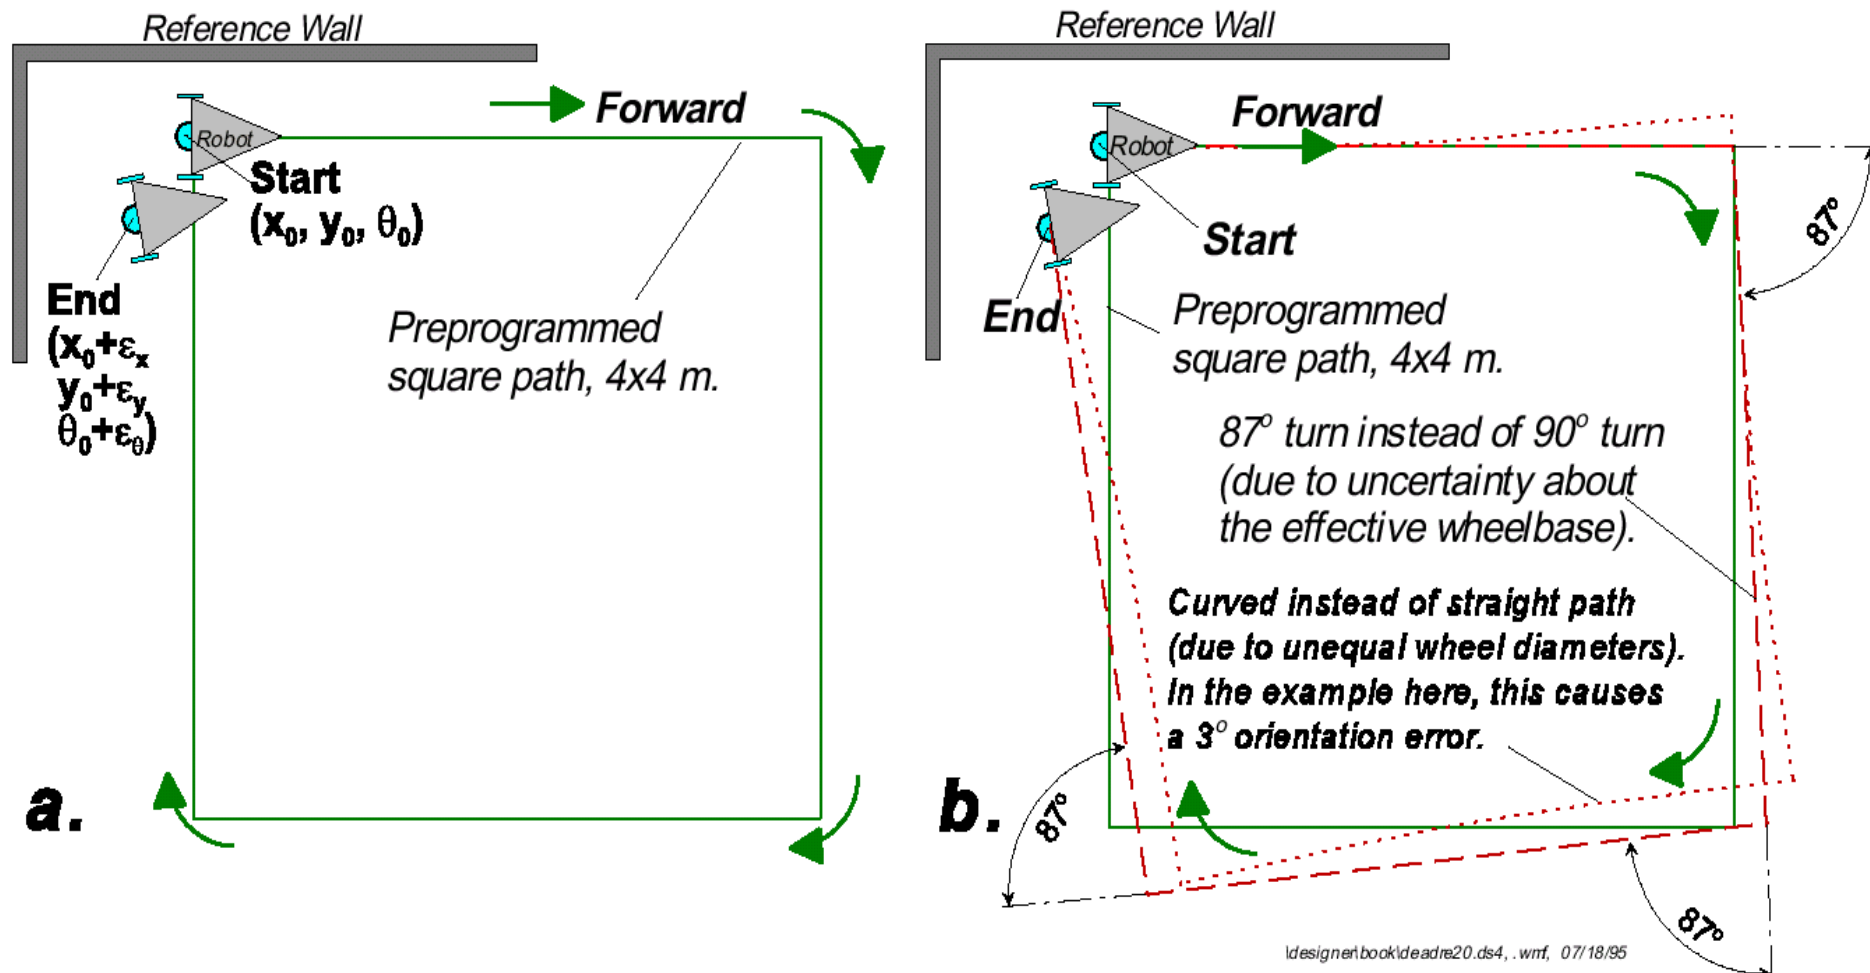 Reference Wall
Forward
Robot
Start
(x₀, y₀, θ₀)
End
(x₀+εₓ
y₀+εᵧ
θ₀+εθ)
Preprogrammed
square path, 4x4 m.
a.
Reference Wall
Forward
Robot
Start
End
87°
Preprogrammed
square path, 4x4 m.
87° turn instead of 90° turn
(due to uncertainty about
the effective wheelbase).
Curved instead of straight path
(due to unequal wheel diameters).
In the example here, this causes
a 3° orientation error.
b.
87°
87°
\designer\book\deadre20.ds4, .wmf, 07/18/95